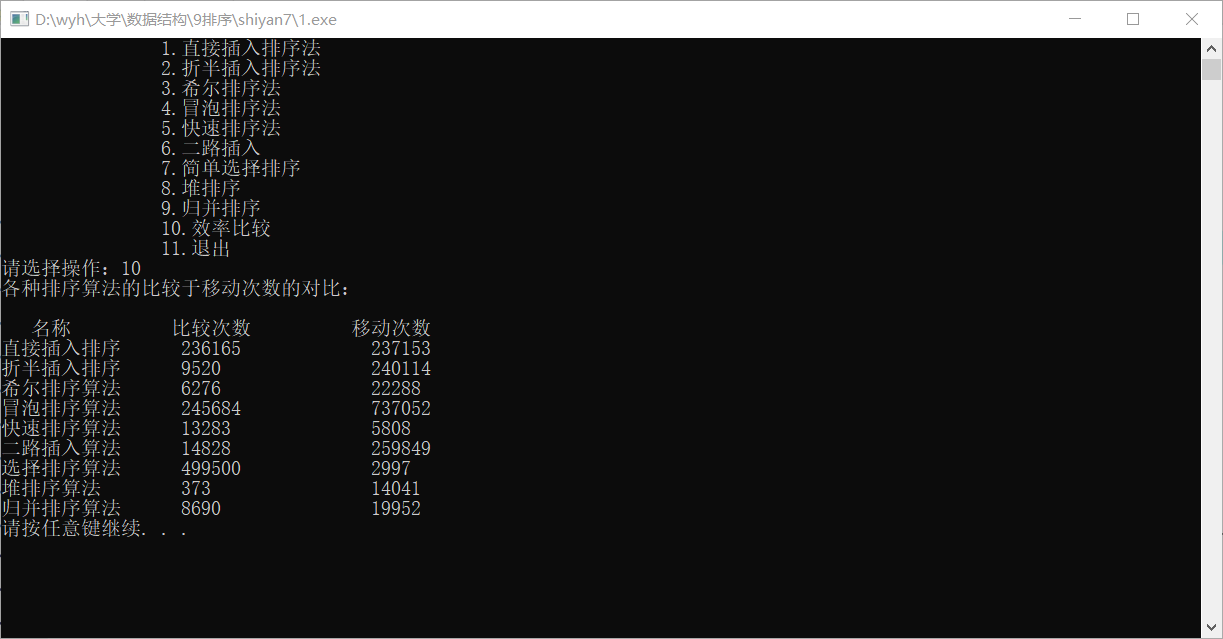 D:\wyh\大学\数据结构\9排序\shiyan7\1.exe
1.直接插入排序法
2.折半插入排序法
3.希尔排序法
4.冒泡排序法
5.快速排序法
6.二路插入
7.简单选择排序
8.堆排序
9.归并排序
10.效率比较
11.退出
请选择操作：10
各种排序算法的比较于移动次数的对比：
名称 比较次数 移动次数
直接插入排序 236165 237153
折半插入排序 9520 240114
希尔排序算法 6276 22288
冒泡排序算法 245684 737052
快速排序算法 13283 5808
二路插入算法 14828 259849
选择排序算法 499500 2997
堆排序算法 373 14041
归并排序算法 8690 19952
请按任意键继续. . .